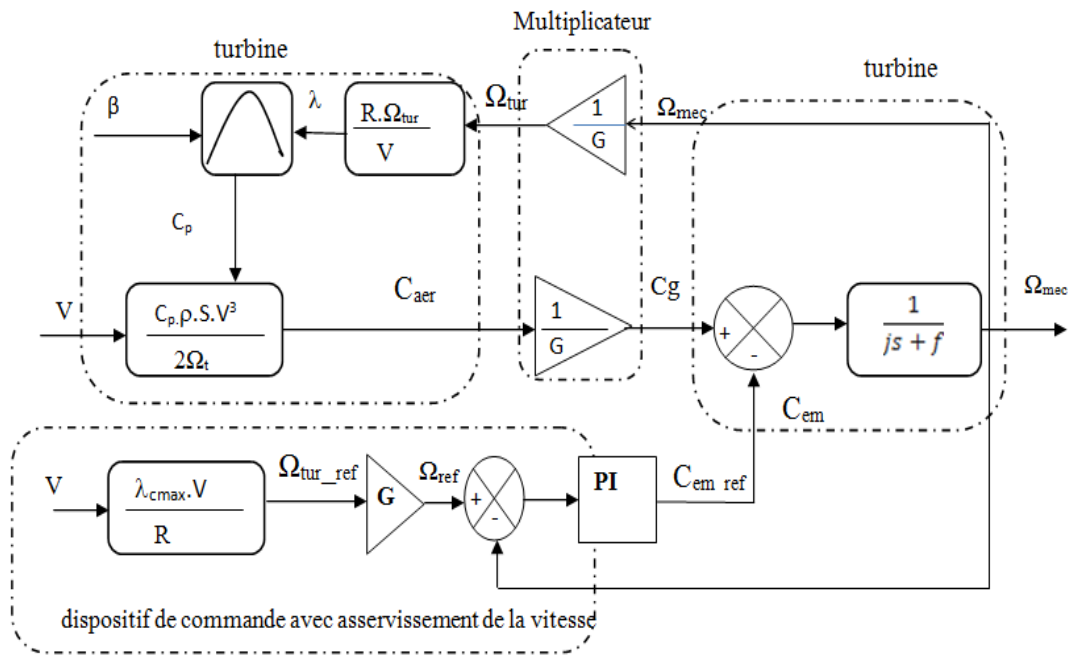 Multiplicateur
turbine
turbine
β
λ
R.Ωtur
V
Ωtur
1
G
Ωmec
Cp
V
Cp.ρ.S.V³
2Ωt
Caer
1
G
Cg
+
-
1
js + f
Ωmec
Cem
V
λcmax.V
R
Ωtur_ref
G
Ωref
+
-
PI
Cem ref
dispositif de commande avec asservissement de la vitesse